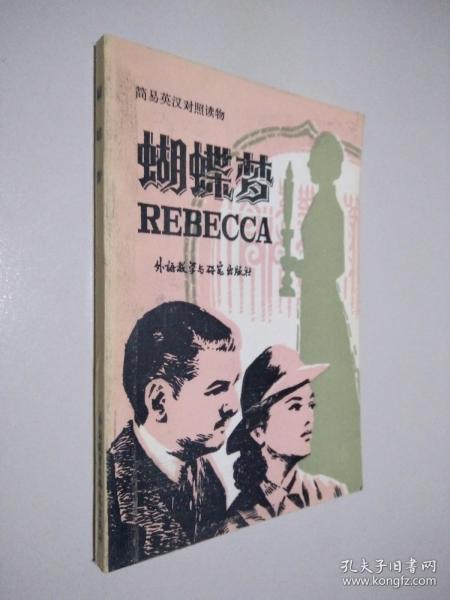 简易英汉对照读物
蝴蝶梦
REBECCA
外语教学与研究出版社
孔夫子旧书网
www.kongfz.com